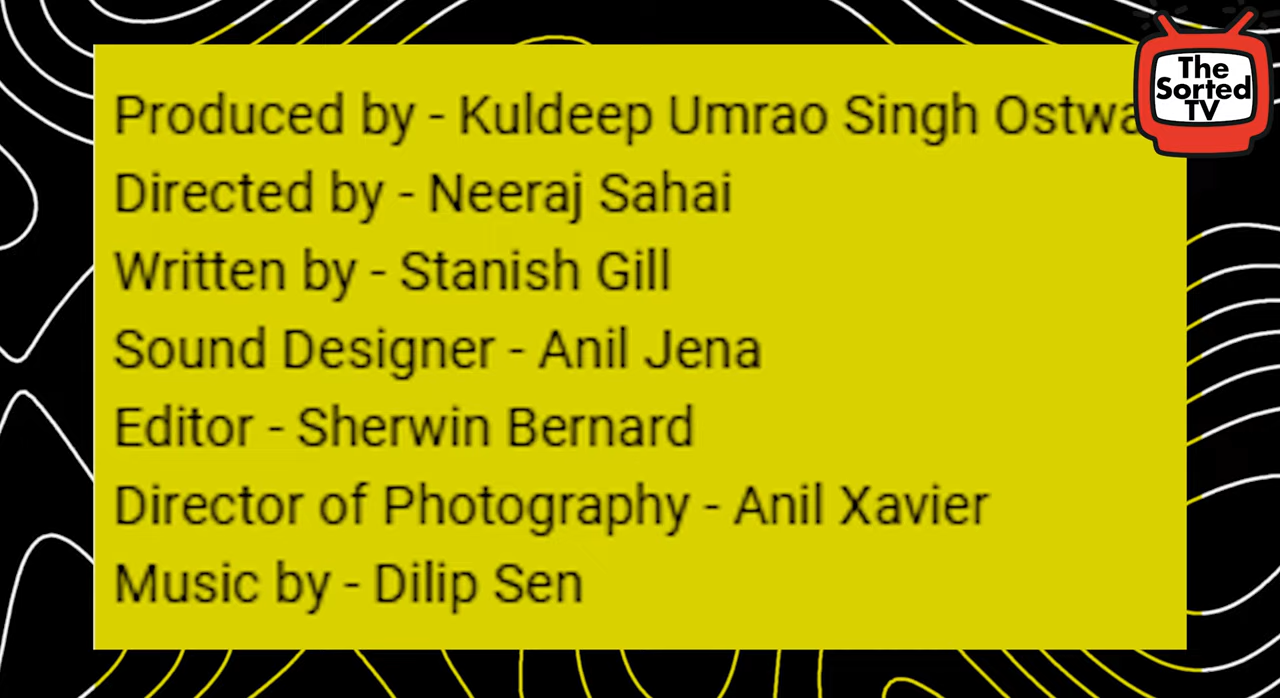 The
Sorted
TV
Produced by - Kuldeep Umrao Singh
Directed by - Neeraj Sahai
Written by - Stanish Gill
Sound Designer - Anil Jena
Editor - Sherwin Bernard
Director of Photography - Anil Xavier
Music by - Dilip Sen